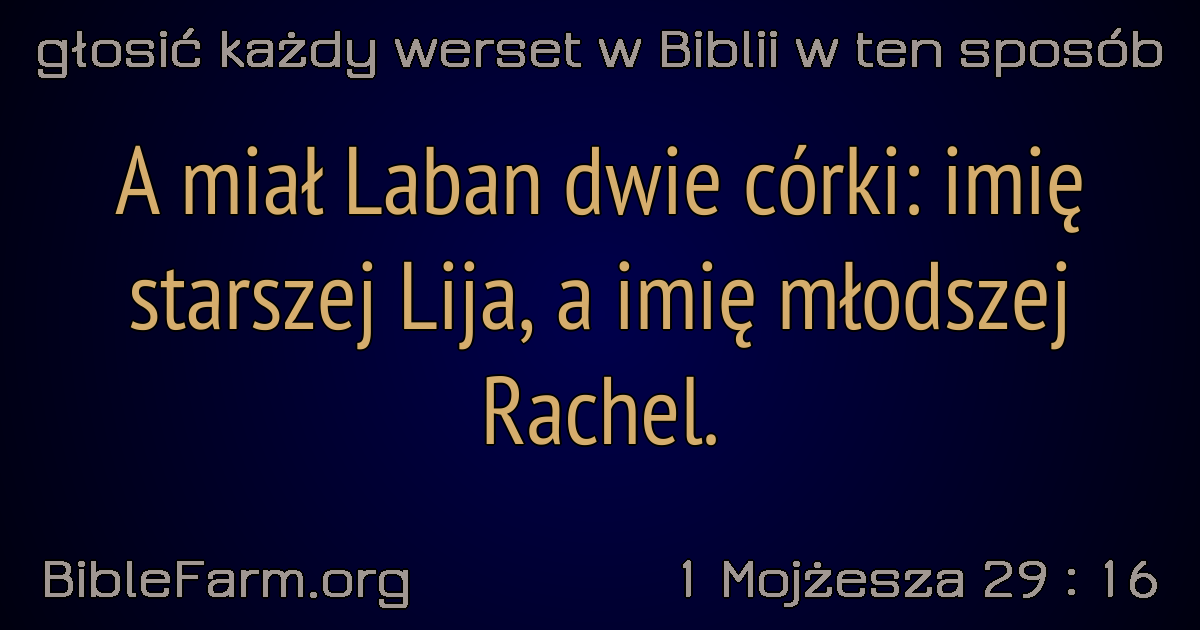 głosić każdy werset w Biblii w ten sposób
A miał Laban dwie córki: imię
starszej Lija, a imię młodszej
Rachel.
BibleFarm.org
1 Mojżesza 29 : 16